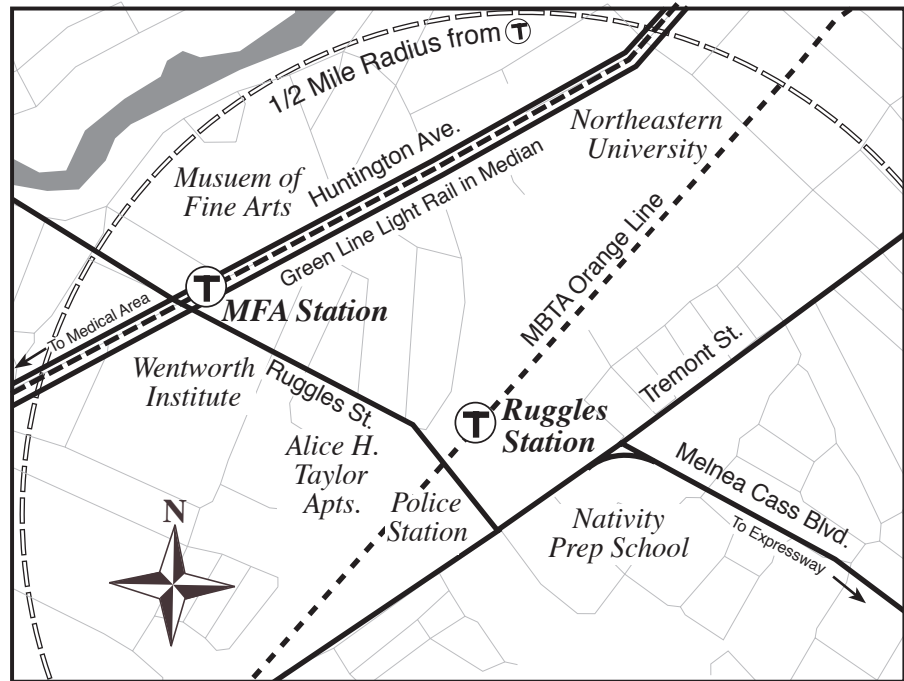 1/2 Mile Radius from T
Northeastern
University
Huntington Ave.
Musuem of
Fine Arts
Green Line Light Rail in Median
MBTA Orange Line
T
MFA Station
To Medical Area
Tremont St.
Wentworth
Institute
Ruggles St.
T
Ruggles
Station
Alice H.
Taylor
Apts.
Melnea Cass Blvd.
Police
Station
Nativity
Prep School
To Expressway
N